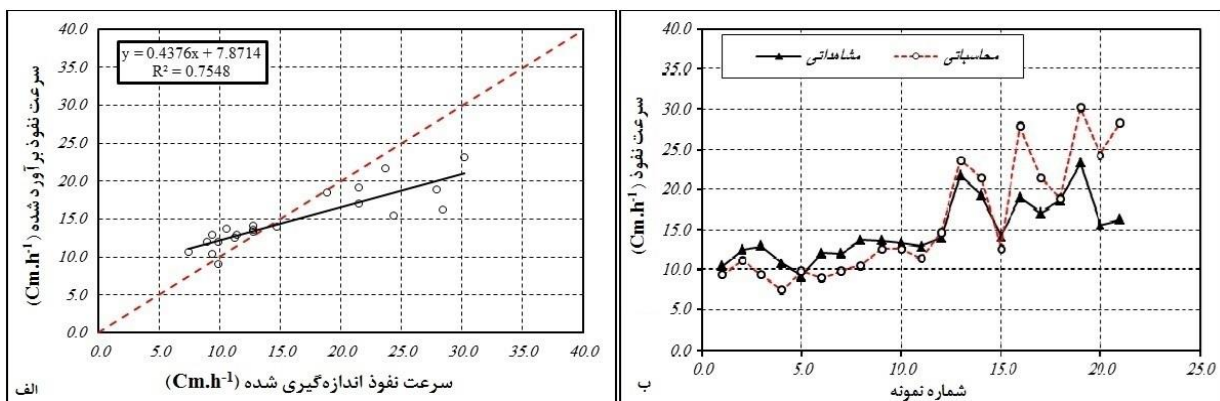 سرعت نفوذ برآورد شده (Cm.h⁻¹)
40.0
35.0
30.0
25.0
20.0
15.0
10.0
5.0
0.0
y = 0.4376x + 7.8714
R² = 0.7548
0.0 5.0 10.0 15.0 20.0 25.0 30.0 35.0 40.0
سرعت نفوذ اندازه‌گیری شده (Cm.h⁻¹)
الف
سرعت نفوذ (Cm.h⁻¹)
40.0
35.0
30.0
25.0
20.0
15.0
10.0
5.0
0.0
مشاهداتی محاسباتی
0.0 5.0 10.0 15.0 20.0 25.0
شماره نمونه
ب